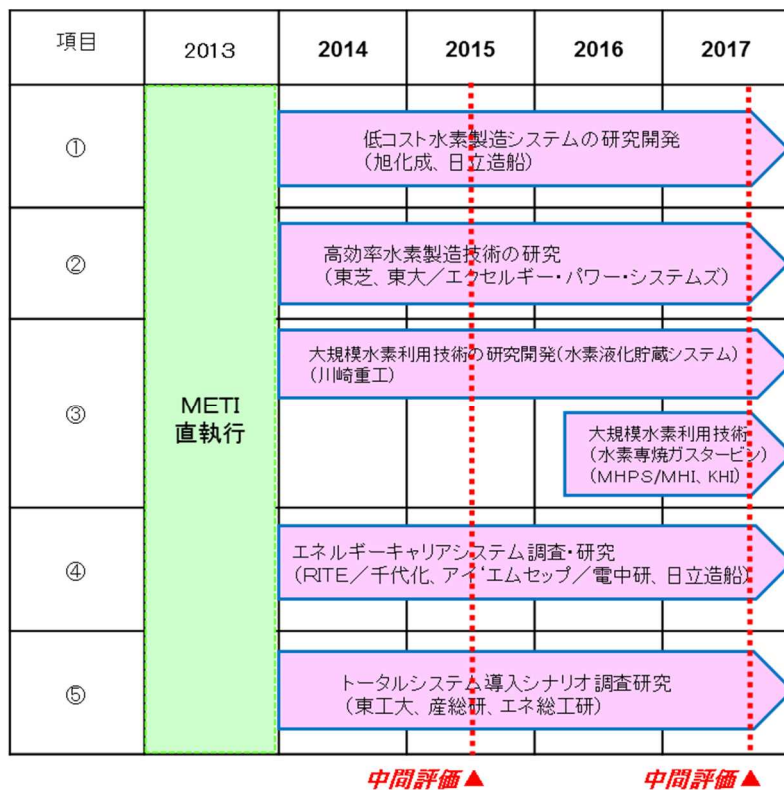 項目
2013
2014
2015
2016
2017
METI
直執行
①
低コスト水素製造システムの研究開発
(旭化成、日立造船)
②
高効率水素製造技術の研究
(東芝、東大／エクセルギー・パワー・システムズ)
③
大規模水素利用技術の研究開発(水素液化貯蔵システム)
(川崎重工)
大規模水素利用技術
(水素専焼ガスタービン)
(MHPS/MHI、KHI)
④
エネルギーキャリアシステム調査・研究
(RITE／千代化、アイ‘エムセップ／電中研、日立造船)
⑤
トータルシステム導入シナリオ調査研究
(東工大、産総研、エネ総工研)
中間評価▲
中間評価▲